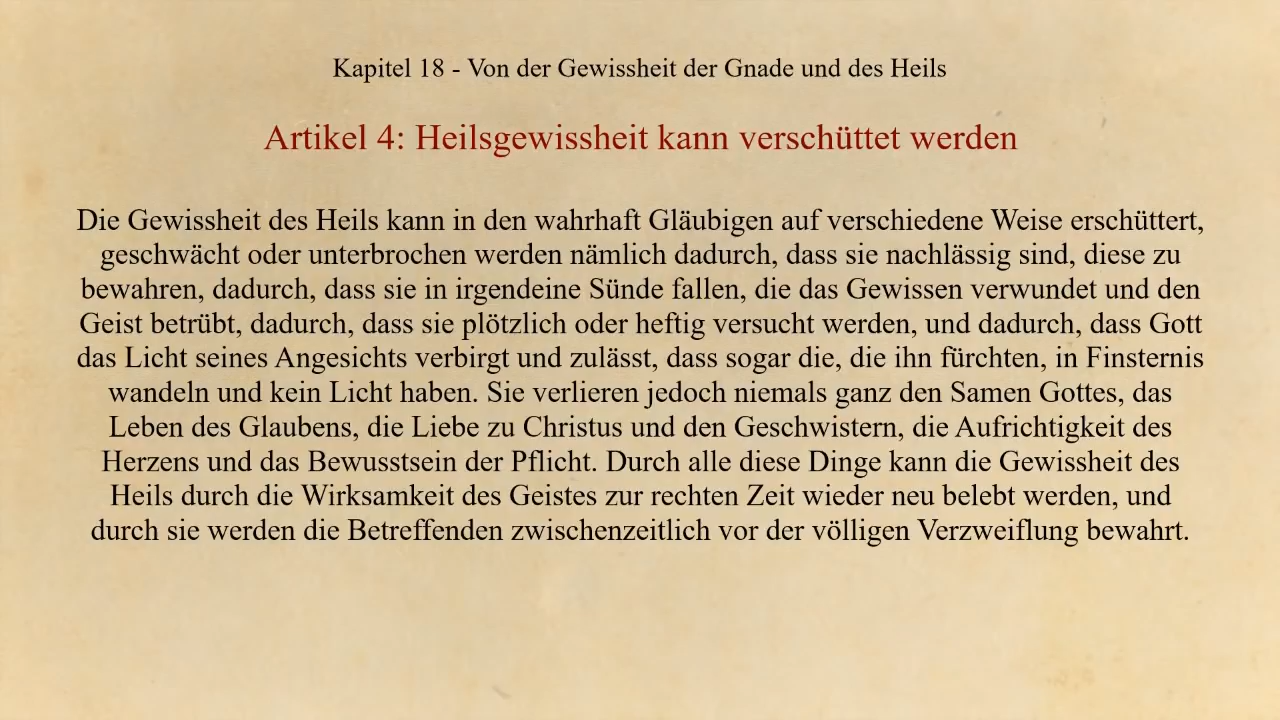 Kapitel 18 - Von der Gewissheit der Gnade und des Heils
Artikel 4: Heilsgewissheit kann verschüttet werden
Die Gewissheit des Heils kann in den wahrhaft Gläubigen auf verschiedene Weise erschüttert,
geschwächt oder unterbrochen werden nämlich dadurch, dass sie nachlässig sind, diese zu
bewahren, dadurch, dass sie in irgendeine Sünde fallen, die das Gewissen verwundet und den
Geist betrübt, dadurch, dass sie plötzlich oder heftig versucht werden, und dadurch, dass Gott
das Licht seines Angesichts verbirgt und zulässt, dass sogar die, die ihn fürchten, in Finsternis
wandeln und kein Licht haben. Sie verlieren jedoch niemals ganz den Samen Gottes, das
Leben des Glaubens, die Liebe zu Christus und den Geschwistern, die Aufrichtigkeit des
Herzens und das Bewusstsein der Pflicht. Durch alle diese Dinge kann die Gewissheit des
Heils durch die Wirksamkeit des Geistes zur rechten Zeit wieder neu belebt werden, und
durch sie werden die Betreffenden zwischenzeitlich vor der völligen Verzweiflung bewahrt.